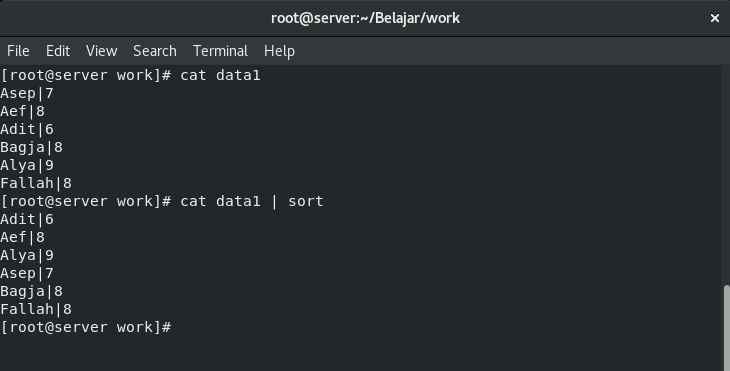 root@server:~/Belajar/work ×
File Edit View Search Terminal Help
[root@server work]# cat data1
Asep|7
Aef|8
Adit|6
Bagja|8
Alya|9
Fallah|8
[root@server work]# cat data1 | sort
Adit|6
Aef|8
Alya|9
Asep|7
Bagja|8
Fallah|8
[root@server work]#